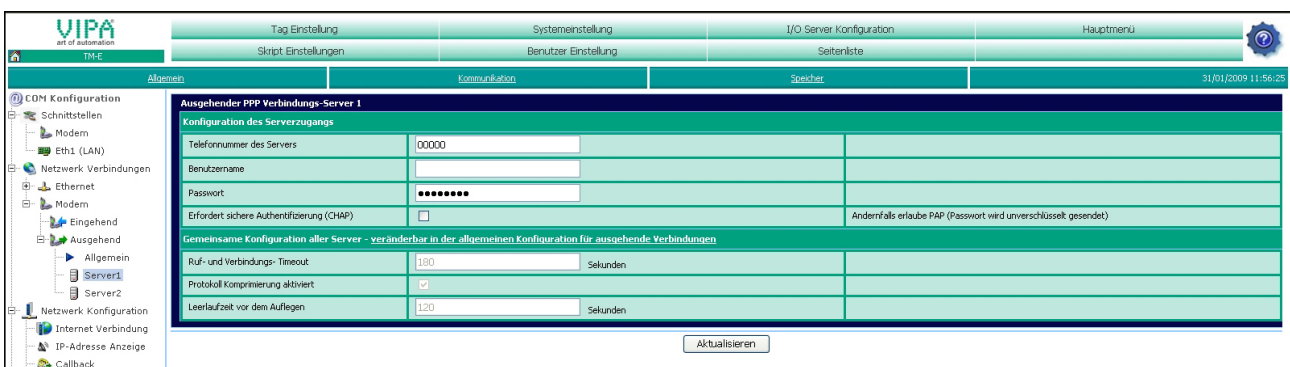 VIPA
art of automation
TM-E
Tag Einstellung
Systemeinstellung
I/O Server Konfiguration
Hauptmenü
Skript Einstellungen
Benutzer Einstellung
Seitenliste
Allgemein
Kommunikation
Speicher
31/01/2009 11:56:25
COM Konfiguration
Schnittstellen
Modem
Eth1 (LAN)
Netzwerk Verbindungen
Ethernet
Modem
Eingehend
Ausgehend
Allgemein
Server1
Server2
Netzwerk Konfiguration
Internet Verbindung
IP-Adresse Anzeige
Callback
Ausgehender PPP Verbindungs-Server 1
Konfiguration des Serverzugangs
Telefonnummer des Servers
00000
Benutzername
Passwort
••••••••
Erfordert sichere Authentifizierung (CHAP)
Andernfalls erlaube PAP (Passwort wird unverschlüsselt gesendet)
Gemeinsame Konfiguration aller Server - veränderbar in der allgemeinen Konfiguration für ausgehende Verbindungen
Ruf- und Verbindungs- Timeout
180
Sekunden
Protokoll Komprimierung aktiviert
Leerlaufzeit vor dem Auflegen
120
Sekunden
Aktualisieren